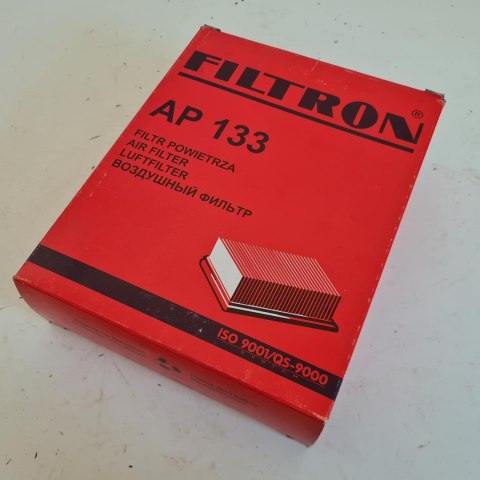 FILTRON®
AP 133
FILTR POWIETRZA
AIR FILTER
LUFTFILTER
ВОЗДУШНЫЙ ФИЛЬТР
ISO 9001/QS-9000